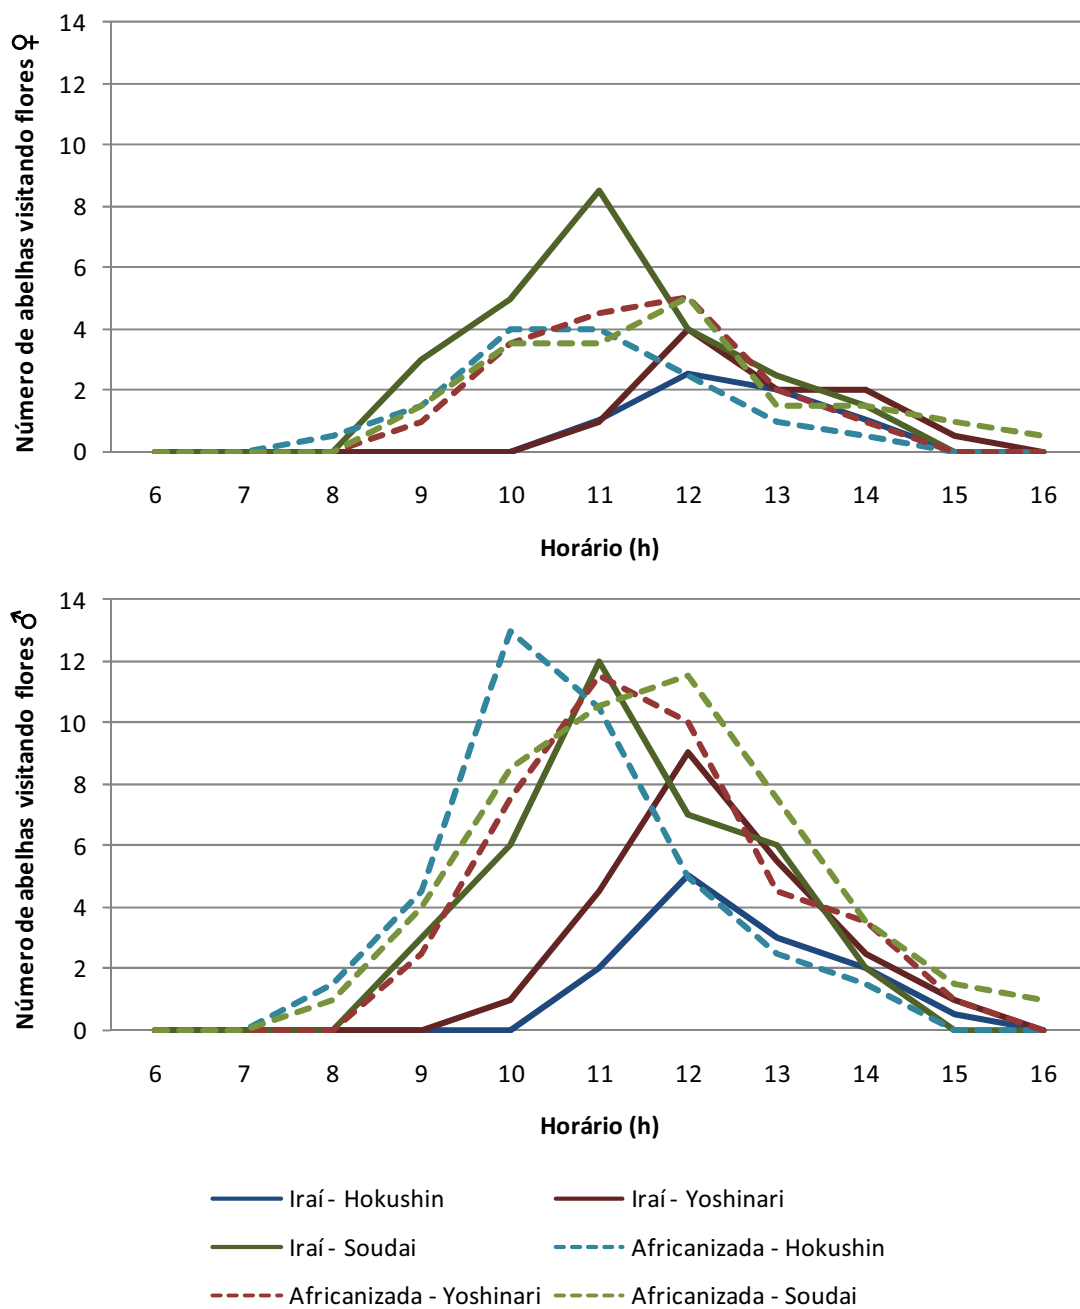 Número de abelhas visitando flores ♀
14
12
10
8
6
4
2
0
6 7 8 9 10 11 12 13 14 15 16
Horário (h)
Número de abelhas visitando flores ♂
14
12
10
8
6
4
2
0
6 7 8 9 10 11 12 13 14 15 16
Horário (h)
Iraí - Hokushin Iraí - Yoshinari
Iraí - Soudai Africanizada - Hokushin
Africanizada - Yoshinari Africanizada - Soudai